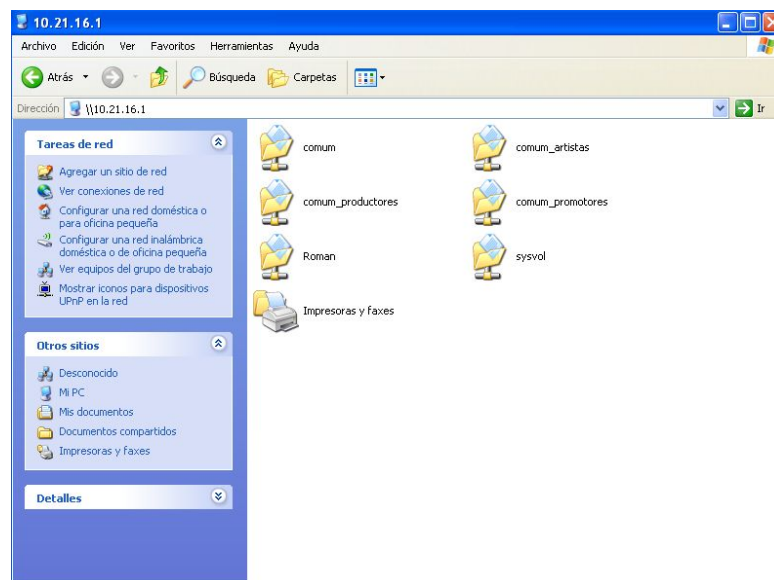 10.21.16.1
Archivo Edición Ver Favoritos Herramientas Ayuda
Atrás Búsqueda Carpetas
Dirección \\10.21.16.1 Ir
Tareas de red
Agregar un sitio de red
Ver conexiones de red
Configurar una red doméstica o
para oficina pequeña
Configurar una red inalámbrica
doméstica o de oficina pequeña
Ver equipos del grupo de trabajo
Mostrar iconos para dispositivos
UPnP en la red
Otros sitios
Desconocido
Mi PC
Mis documentos
Documentos compartidos
Impresoras y faxes
Detalles
comum comum_artistas
comum_productores comum_promotores
Roman sysvol
Impresoras y faxes